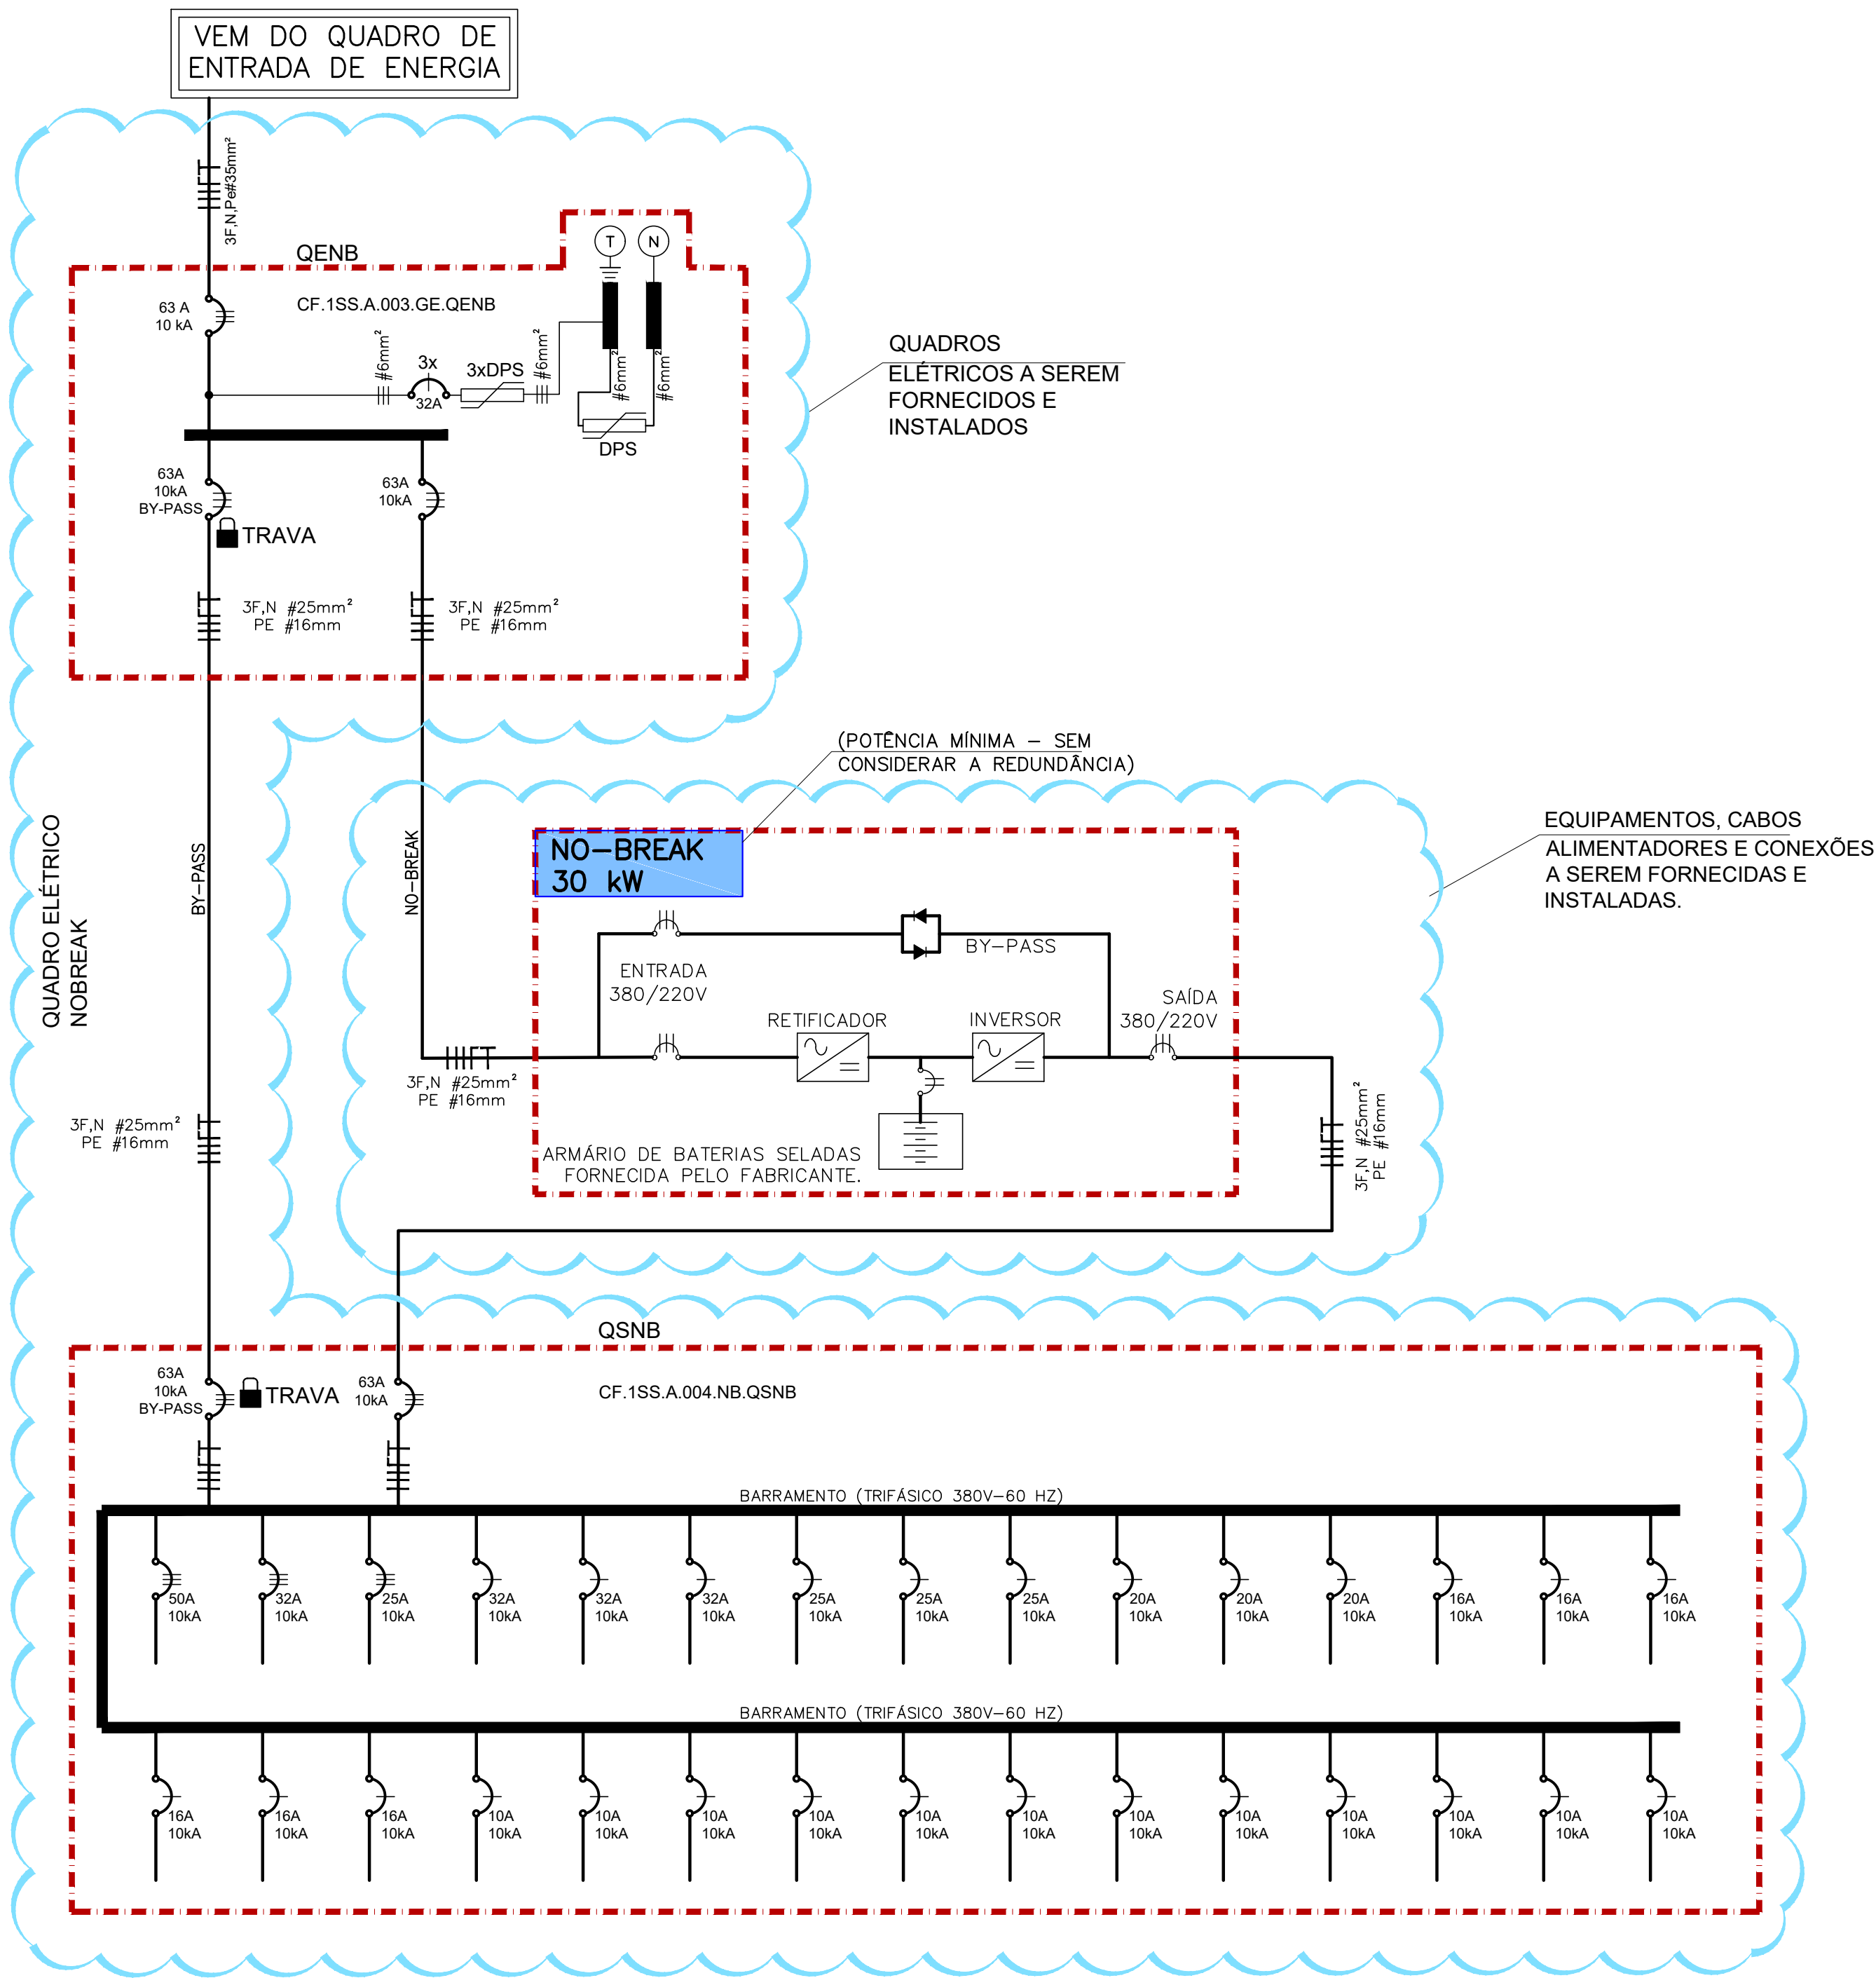 VEM DO QUADRO DE
ENTRADA DE ENERGIA
3F,N,Pe#35mm²
QENB
T
N
63 A
10 kA
CF.1SS.A.003.GE.QENB
#6mm²
3x
32A
3xDPS
#6mm²
#6mm²
#6mm²
DPS
QUADROS
ELÉTRICOS A SEREM
FORNECIDOS E
INSTALADOS
63A
10kA
BY-PASS
TRAVA
63A
10kA
3F,N #25mm²
PE #16mm
3F,N #25mm²
PE #16mm
(POTÊNCIA MÍNIMA – SEM
CONSIDERAR A REDUNDÂNCIA)
QUADRO ELÉTRICO
NOBREAK
BY-PASS
NO-BREAK
NO-BREAK
30 kW
EQUIPAMENTOS, CABOS
ALIMENTADORES E CONEXÕES
A SEREM FORNECIDAS E
INSTALADAS.
BY-PASS
ENTRADA
380/220V
RETIFICADOR
INVERSOR
SAÍDA
380/220V
3F,N #25mm²
PE #16mm
3F,N #25mm²
PE #16mm
3F,N #25mm²
PE #16mm
ARMÁRIO DE BATERIAS SELADAS
FORNECIDA PELO FABRICANTE.
QSNB
63A
10kA
BY-PASS
TRAVA
63A
10kA
CF.1SS.A.004.NB.QSNB
BARRAMENTO (TRIFÁSICO 380V-60 HZ)
50A 32A 25A 32A 32A 32A 25A 25A 25A 20A 20A 20A 16A 16A 16A
10kA 10kA 10kA 10kA 10kA 10kA 10kA 10kA 10kA 10kA 10kA 10kA 10kA 10kA 10kA
BARRAMENTO (TRIFÁSICO 380V-60 HZ)
16A 16A 16A 10A 10A 10A 10A 10A 10A 10A 10A 10A 10A 10A 10A
10kA 10kA 10kA 10kA 10kA 10kA 10kA 10kA 10kA 10kA 10kA 10kA 10kA 10kA 10kA